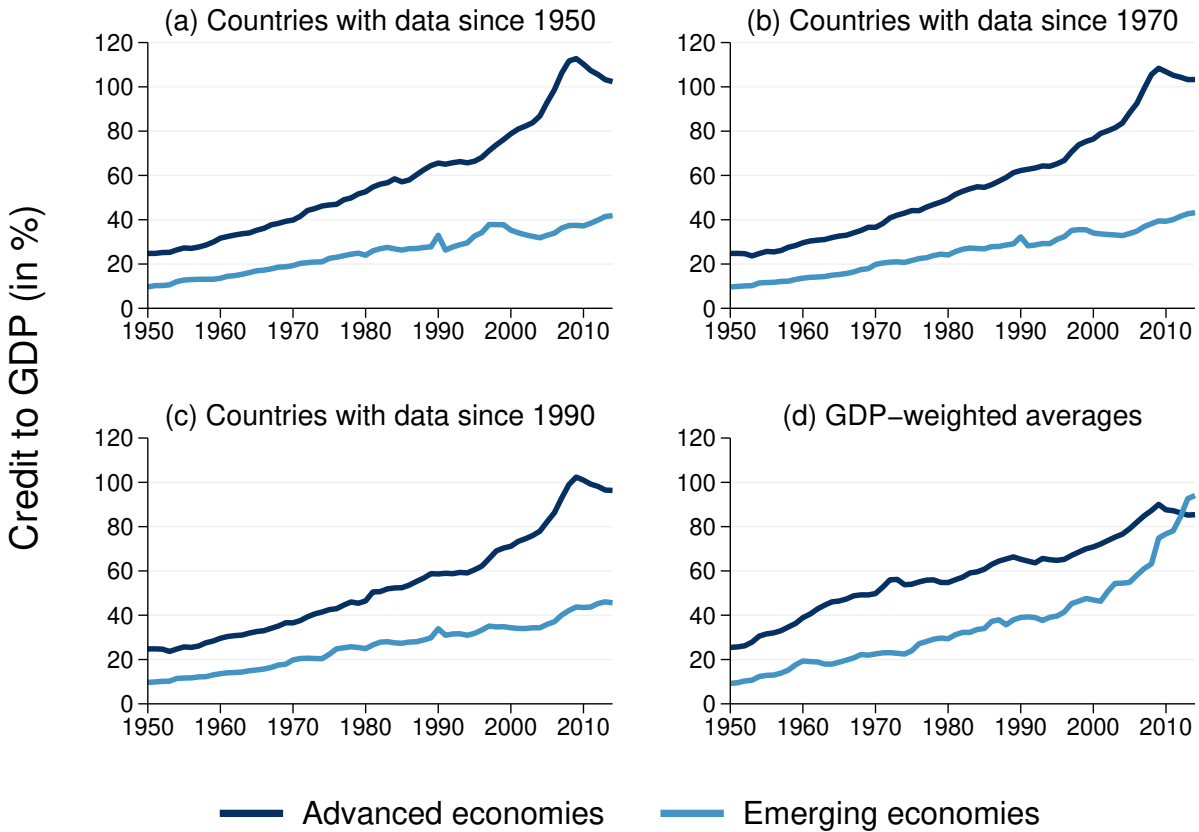 (a) Countries with data since 1950
(b) Countries with data since 1970
120
100
80
60
40
20
0
1950 1960 1970 1980 1990 2000 2010
120
100
80
60
40
20
0
1950 1960 1970 1980 1990 2000 2010
Credit to GDP (in %)
(c) Countries with data since 1990
(d) GDP−weighted averages
120
100
80
60
40
20
0
1950 1960 1970 1980 1990 2000 2010
120
100
80
60
40
20
0
1950 1960 1970 1980 1990 2000 2010
Advanced economies
Emerging economies